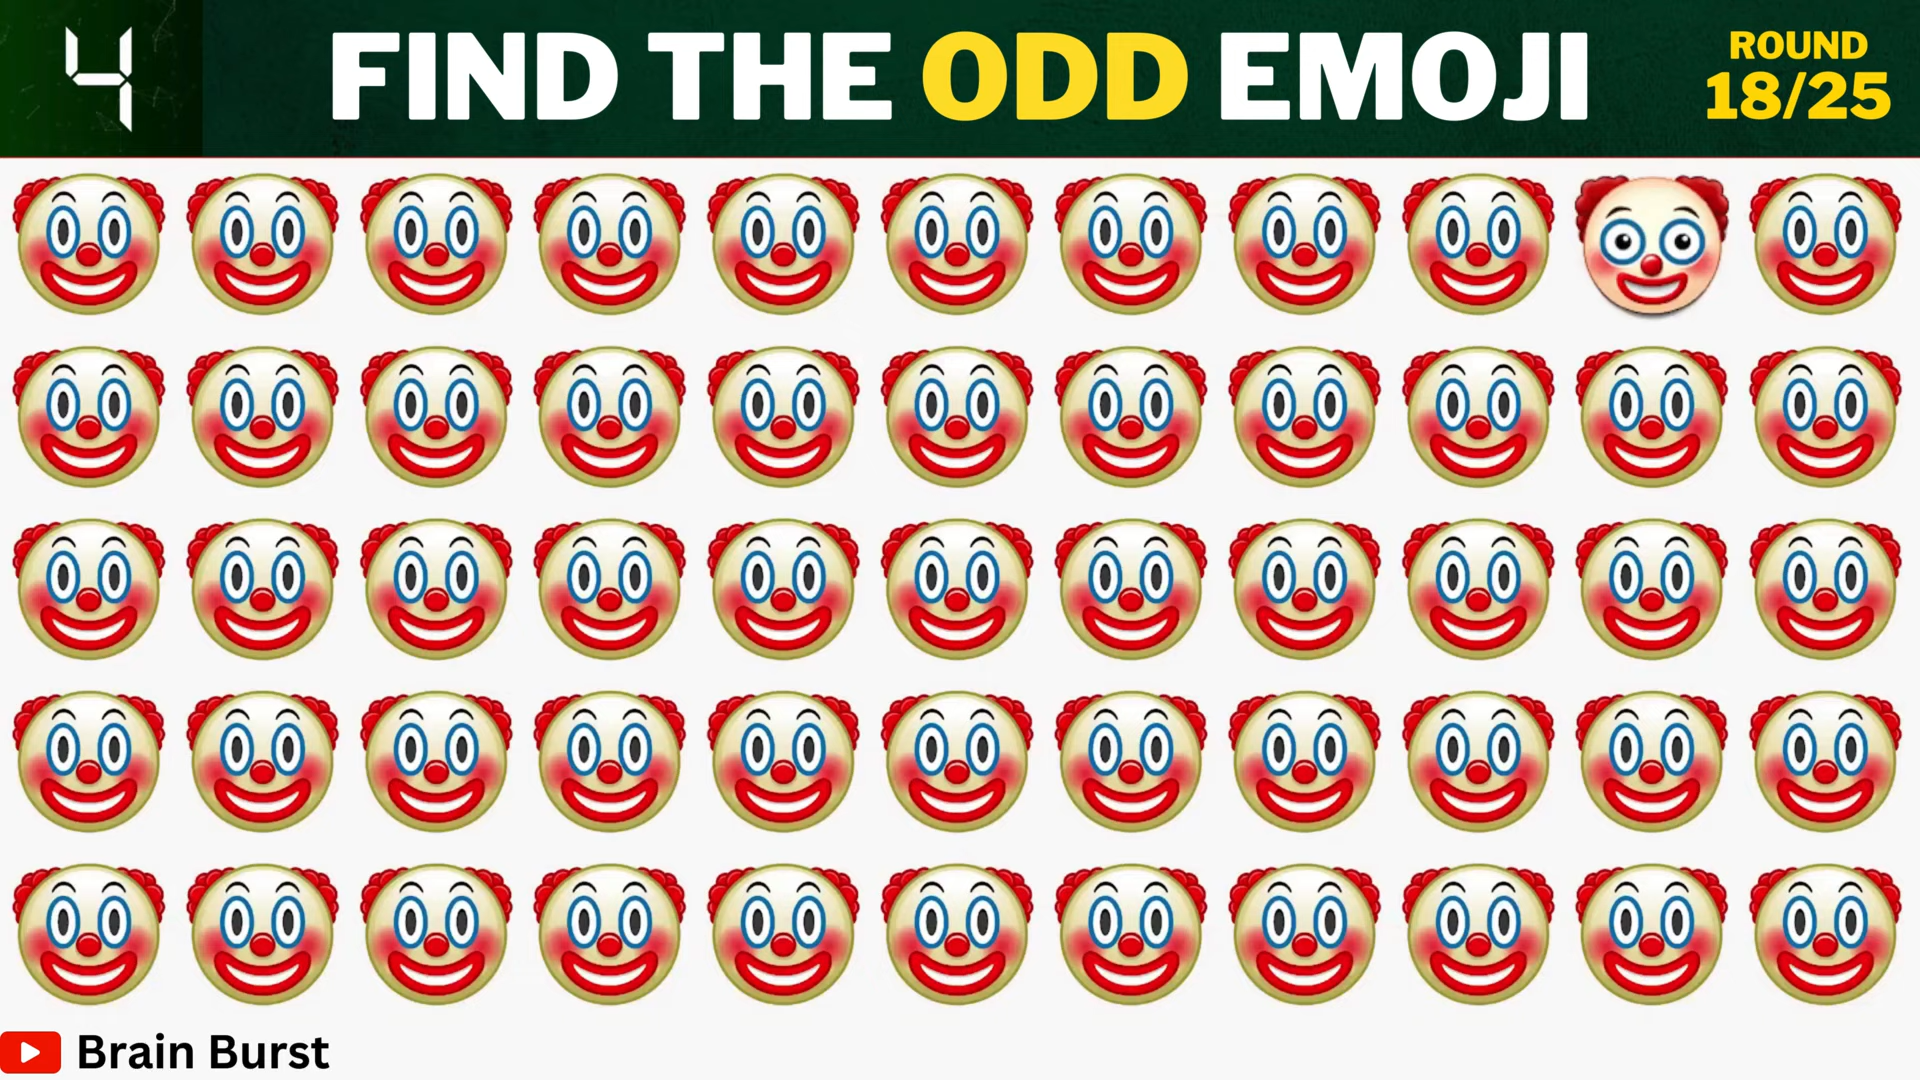 4
FIND THE ODD EMOJI
ROUND
18/25
Brain Burst